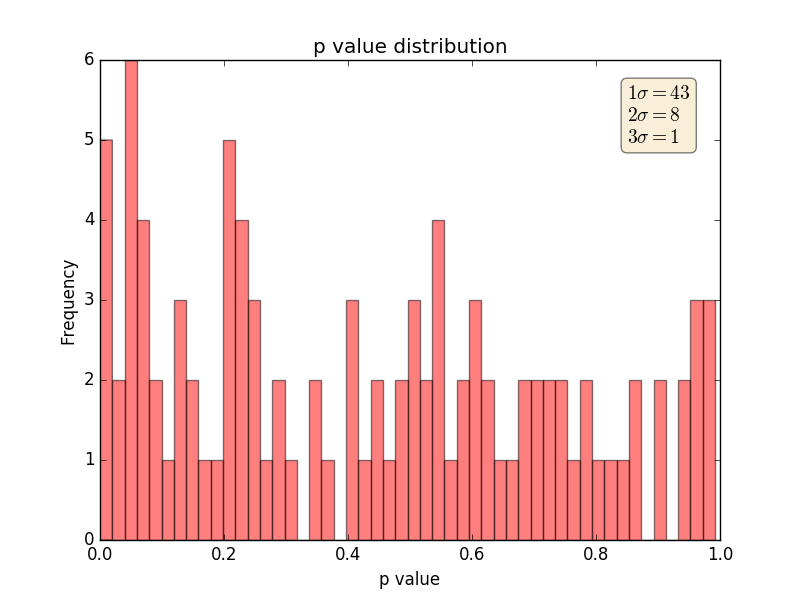 p value distribution
6
1σ = 43
2σ = 8
3σ = 1
5
4
3
2
1
0
Frequency
0.0 0.2 0.4 0.6 0.8 1.0
p value